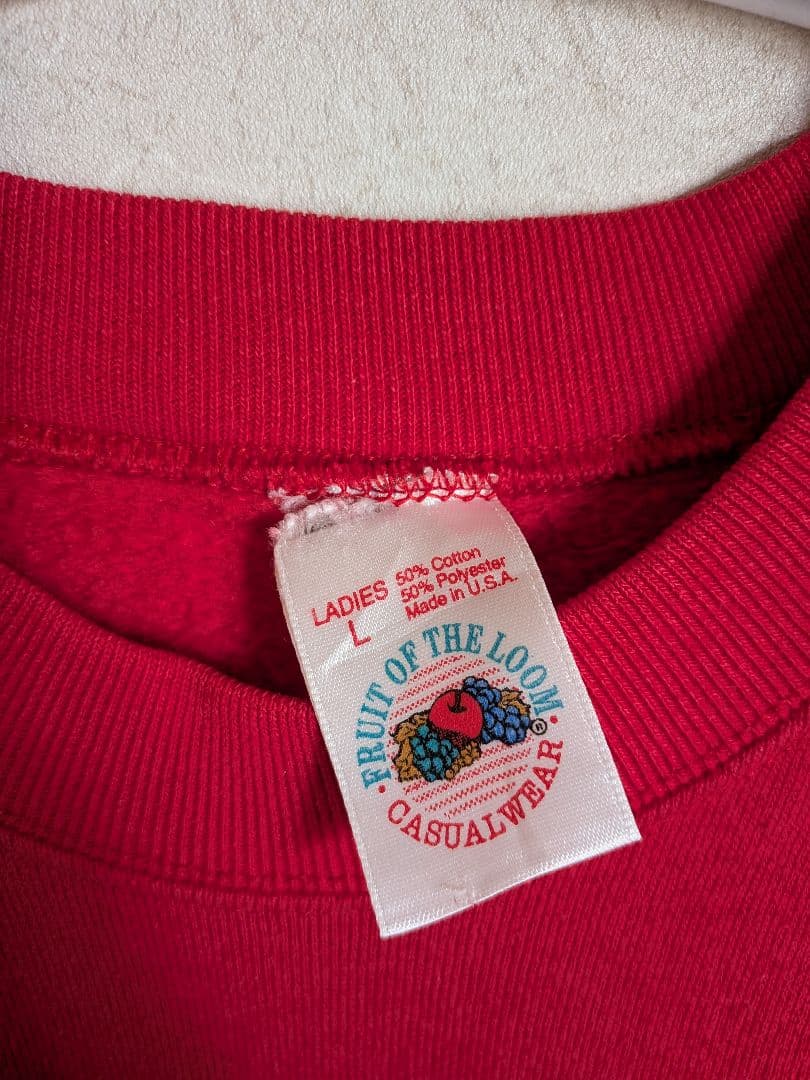 LADIES
L
50% Cotton
50% Polyester
Made in U.S.A.
FRUIT OF THE LOOM
®
CASUALWEAR